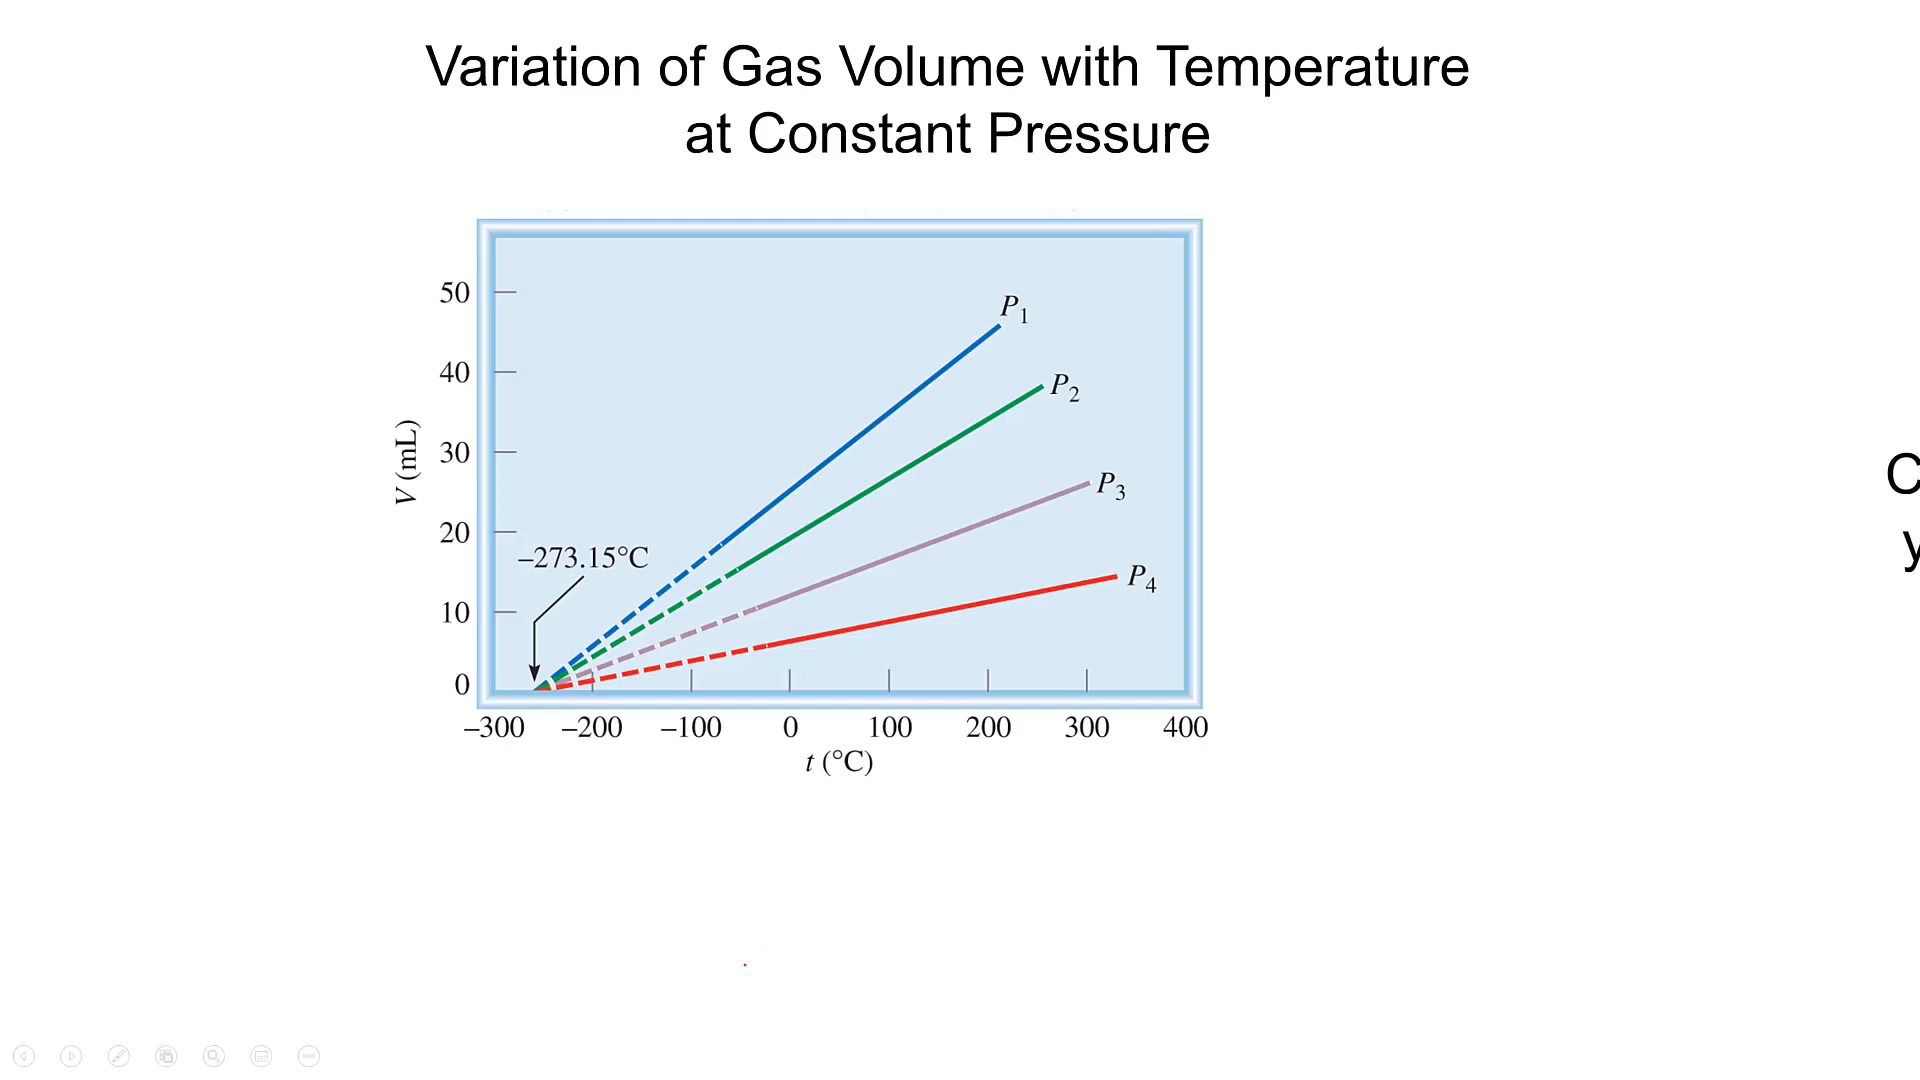 Variation of Gas Volume with Temperature
at Constant Pressure
P1
50
P2
40
V (mL)
30
P3
20
–273.15°C
P4
10
0
–300 –200 –100 0 100 200 300 400
t (°C)
C
y